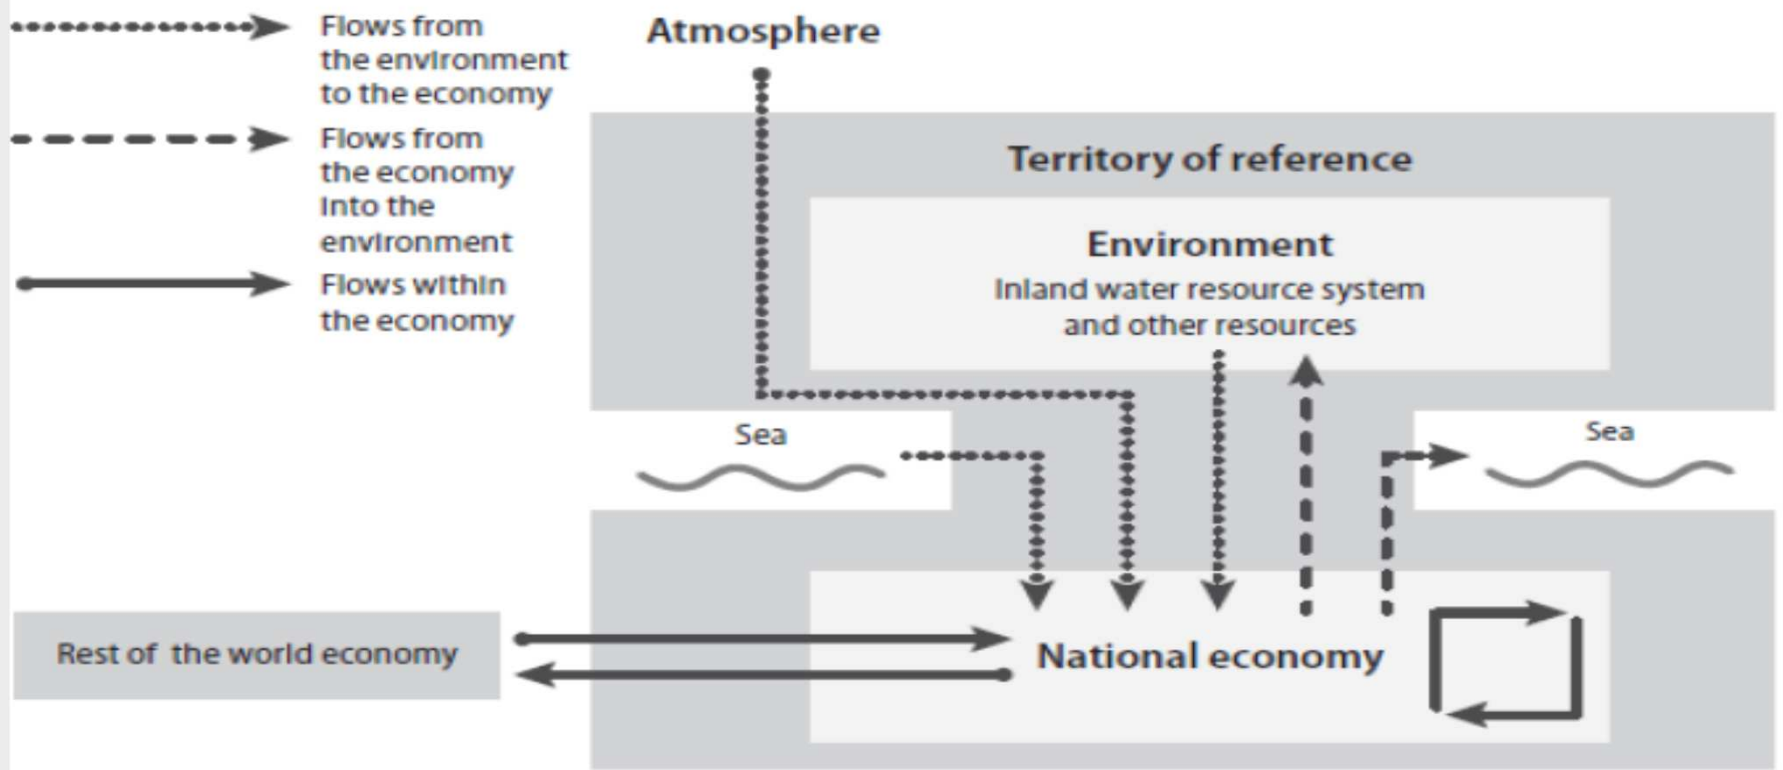 Flows from
the environment
to the economy
Flows from
the economy
Into the
environment
Flows within
the economy
Atmosphere
Territory of reference
Environment
Inland water resource system
and other resources
Sea
Sea
Rest of the world economy
National economy